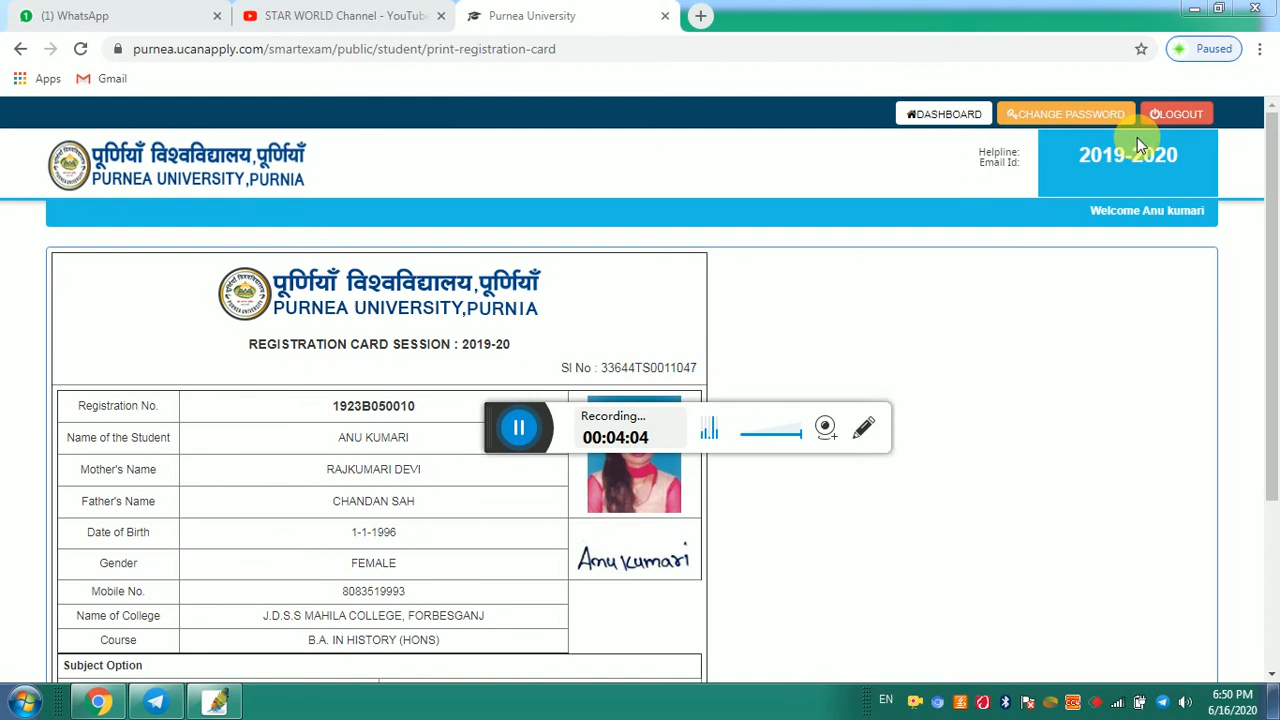 (1) WhatsApp
STAR WORLD Channel - YouTube
Purnea University
purnea.ucanapply.com/smartexam/public/student/print-registration-card
Paused
Apps
Gmail
DASHBOARD
CHANGE PASSWORD
LOGOUT
पूर्णियाँ विश्वविद्यालय,पूर्णियाँ
PURNEA UNIVERSITY,PURNIA
Helpline:
Email Id:
2019-2020
Welcome Anu kumari
पूर्णियाँ विश्वविद्यालय,पूर्णियाँ
PURNEA UNIVERSITY,PURNIA
REGISTRATION CARD SESSION : 2019-20
SI No : 33644TS0011047
Registration No. 1923B050010
Name of the Student ANU KUMARI
Mother's Name RAJKUMARI DEVI
Father's Name CHANDAN SAH
Date of Birth 1-1-1996
Gender FEMALE
Mobile No. 8083519993
Name of College J.D.S.S MAHILA COLLEGE, FORBESGANJ
Course B.A. IN HISTORY (HONS)
Subject Option
Anu kumari
Recording...
00:04:04
EN
6:50 PM
6/16/2020